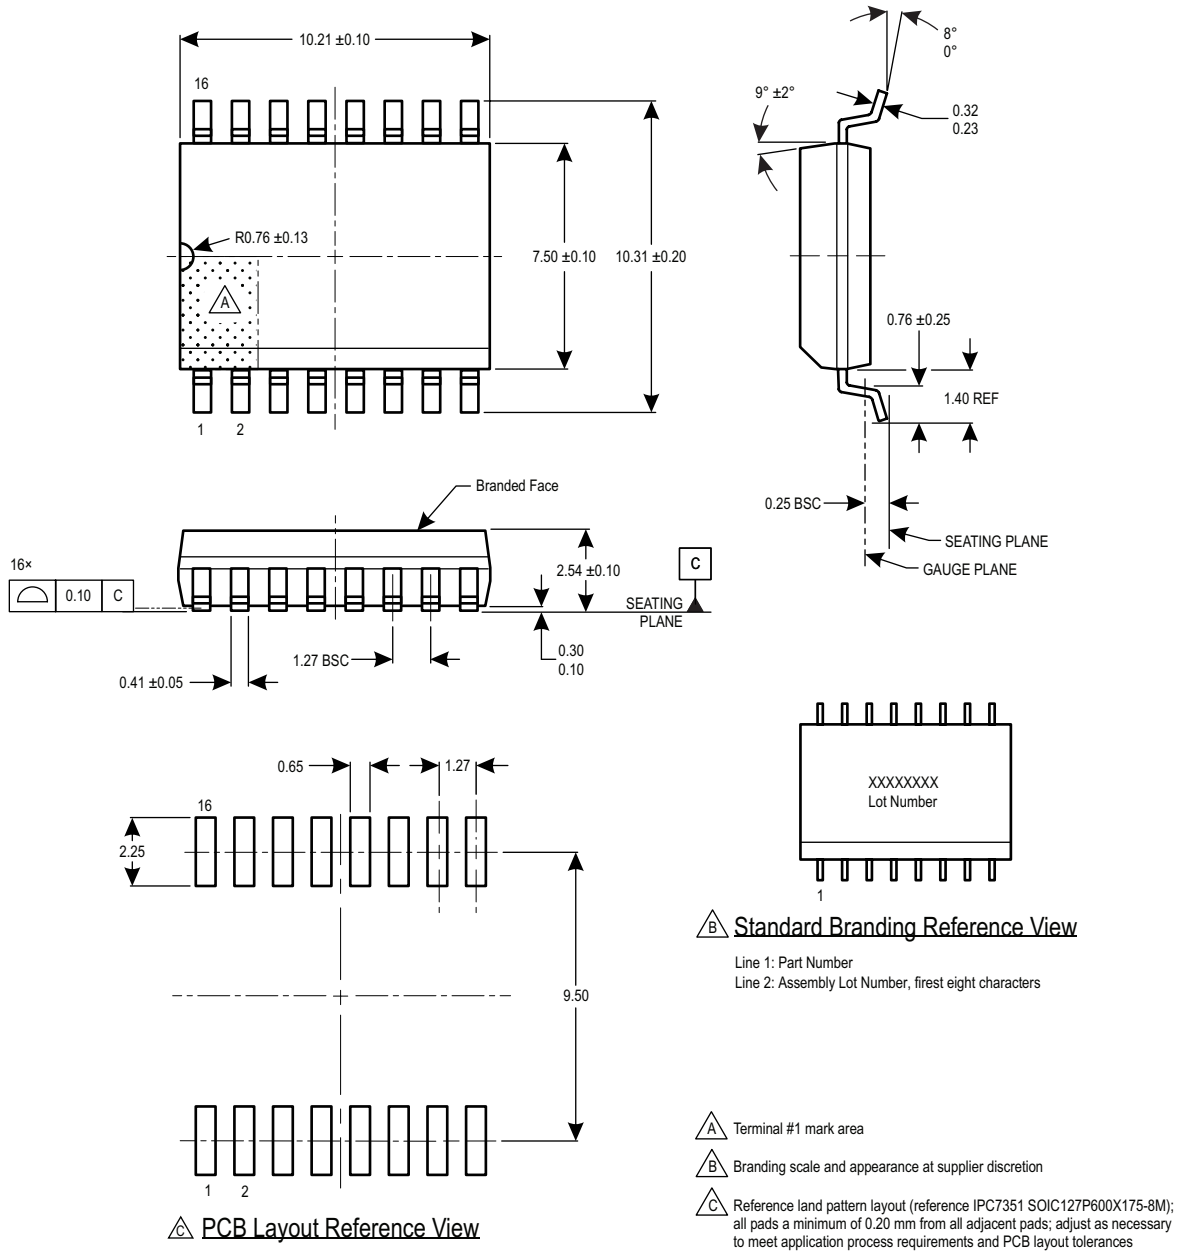 10.21 ±0.10
16
R0.76 ±0.13
A
7.50 ±0.10
10.31 ±0.20
1 2
8°
0°
9° ±2°
0.32
0.23
0.76 ±0.25
1.40 REF
0.25 BSC
SEATING PLANE
GAUGE PLANE
Branded Face
16×
0.10 C
2.54 ±0.10
C
SEATING
PLANE
0.30
0.10
1.27 BSC
0.41 ±0.05
XXXXXXXX
Lot Number
1
B Standard Branding Reference View
Line 1: Part Number
Line 2: Assembly Lot Number, firest eight characters
0.65
1.27
16
2.25
9.50
1 2
C PCB Layout Reference View
A Terminal #1 mark area
B Branding scale and appearance at supplier discretion
C Reference land pattern layout (reference IPC7351 SOIC127P600X175-8M);
all pads a minimum of 0.20 mm from all adjacent pads; adjust as necessary
to meet application process requirements and PCB layout tolerances